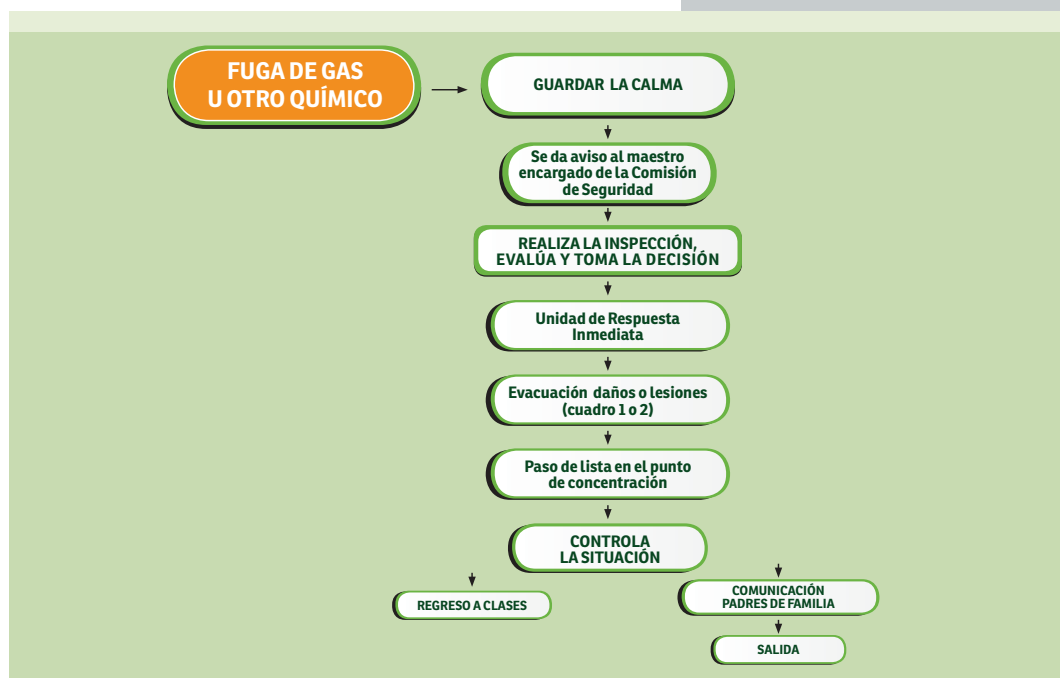 FUGA DE GAS
U OTRO QUÍMICO
GUARDAR LA CALMA
Se da aviso al maestro
encargado de la Comisión
de Seguridad
REALIZA LA INSPECCIÓN,
EVALÚA Y TOMA LA DECISIÓN
Unidad de Respuesta
Inmediata
Evacuación daños o lesiones
(cuadro 1 o 2)
Paso de lista en el punto
de concentración
CONTROLA
LA SITUACIÓN
REGRESO A CLASES
COMUNICACIÓN
PADRES DE FAMILIA
SALIDA